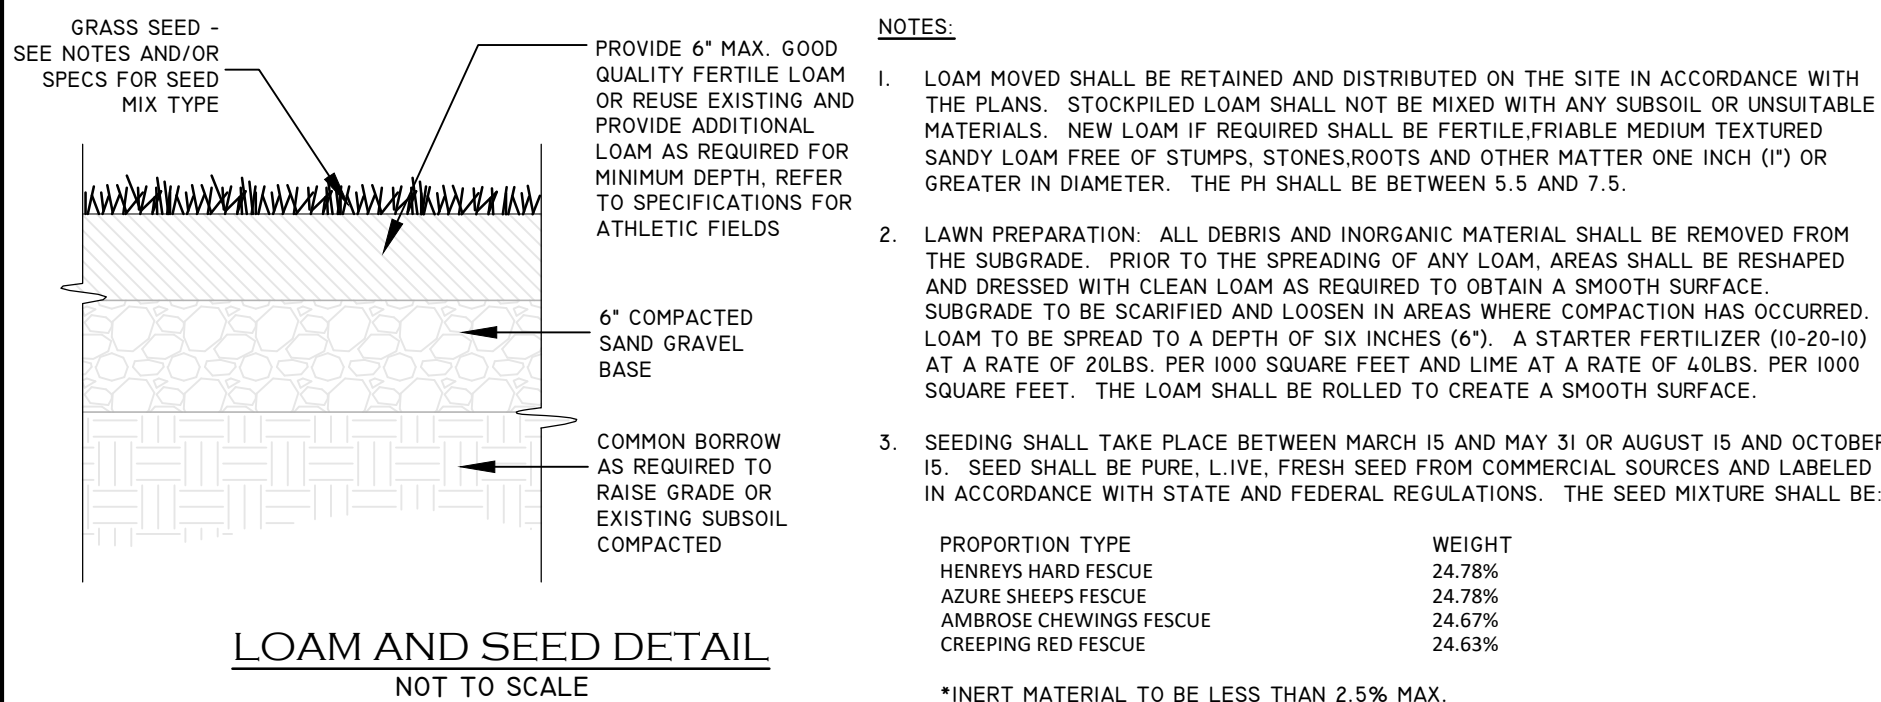 GRASS SEED -
SEE NOTES AND/OR
SPECS FOR SEED
MIX TYPE
PROVIDE 6" MAX. GOOD
QUALITY FERTILE LOAM
OR REUSE EXISTING AND
PROVIDE ADDITIONAL
LOAM AS REQUIRED FOR
MINIMUM DEPTH, REFER
TO SPECIFICATIONS FOR
ATHLETIC FIELDS
6" COMPACTED
SAND GRAVEL
BASE
COMMON BORROW
AS REQUIRED TO
RAISE GRADE OR
EXISTING SUBSOIL
COMPACTED
LOAM AND SEED DETAIL
NOT TO SCALE
NOTES:
1. LOAM MOVED SHALL BE RETAINED AND DISTRIBUTED ON THE SITE IN ACCORDANCE WITH
THE PLANS. STOCKPILED LOAM SHALL NOT BE MIXED WITH ANY SUBSOIL OR UNSUITABLE
MATERIALS. NEW LOAM IF REQUIRED SHALL BE FERTILE,FRIABLE MEDIUM TEXTURED
SANDY LOAM FREE OF STUMPS, STONES,ROOTS AND OTHER MATTER ONE INCH (1") OR
GREATER IN DIAMETER. THE PH SHALL BE BETWEEN 5.5 AND 7.5.
2. LAWN PREPARATION: ALL DEBRIS AND INORGANIC MATERIAL SHALL BE REMOVED FROM
THE SUBGRADE. PRIOR TO THE SPREADING OF ANY LOAM, AREAS SHALL BE RESHAPED
AND DRESSED WITH CLEAN LOAM AS REQUIRED TO OBTAIN A SMOOTH SURFACE.
SUBGRADE TO BE SCARIFIED AND LOOSEN IN AREAS WHERE COMPACTION HAS OCCURRED.
LOAM TO BE SPREAD TO A DEPTH OF SIX INCHES (6"). A STARTER FERTILIZER (10-20-10)
AT A RATE OF 20LBS. PER 1000 SQUARE FEET AND LIME AT A RATE OF 40LBS. PER 1000
SQUARE FEET. THE LOAM SHALL BE ROLLED TO CREATE A SMOOTH SURFACE.
3. SEEDING SHALL TAKE PLACE BETWEEN MARCH 15 AND MAY 31 OR AUGUST 15 AND OCTOBER
15. SEED SHALL BE PURE, L.IVE, FRESH SEED FROM COMMERCIAL SOURCES AND LABELED
IN ACCORDANCE WITH STATE AND FEDERAL REGULATIONS. THE SEED MIXTURE SHALL BE:
PROPORTION TYPE WEIGHT
HENREYS HARD FESCUE 24.78%
AZURE SHEEPS FESCUE 24.78%
AMBROSE CHEWINGS FESCUE 24.67%
CREEPING RED FESCUE 24.63%
*INERT MATERIAL TO BE LESS THAN 2.5% MAX.